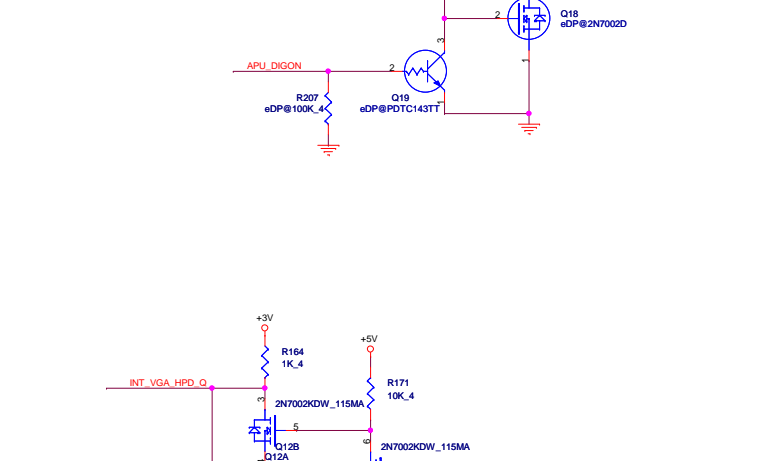 2
Q18
eDP@2N7002D
3
1
APU_DIGON
2
R207
eDP@100K_4
Q19
eDP@PDTC143TT
1
+3V
R164
1K_4
+5V
INT_VGA_HPD_Q
R171
10K_4
3
2N7002KDW_115MA
5
Q12B
Q12A
6
2N7002KDW_115MA